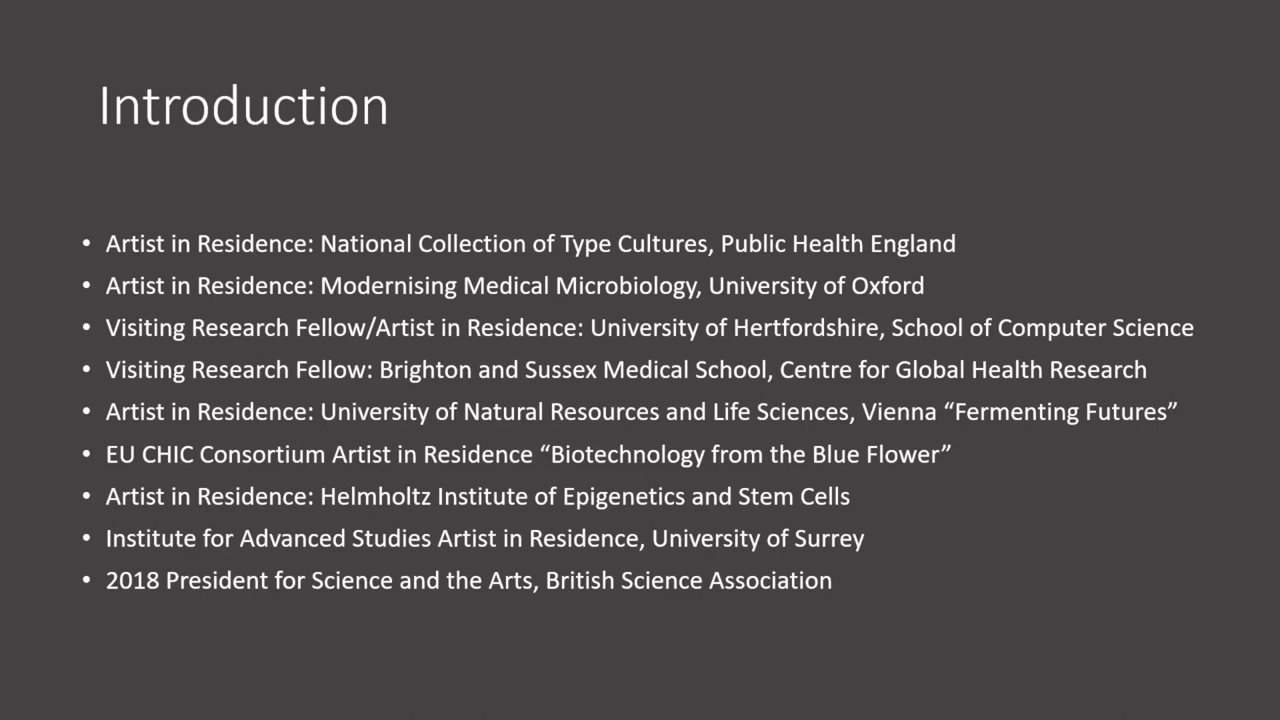 Introduction
• Artist in Residence: National Collection of Type Cultures, Public Health England
• Artist in Residence: Modernising Medical Microbiology, University of Oxford
• Visiting Research Fellow/Artist in Residence: University of Hertfordshire, School of Computer Science
• Visiting Research Fellow: Brighton and Sussex Medical School, Centre for Global Health Research
• Artist in Residence: University of Natural Resources and Life Sciences, Vienna “Fermenting Futures”
• EU CHIC Consortium Artist in Residence “Biotechnology from the Blue Flower”
• Artist in Residence: Helmholtz Institute of Epigenetics and Stem Cells
• Institute for Advanced Studies Artist in Residence, University of Surrey
• 2018 President for Science and the Arts, British Science Association